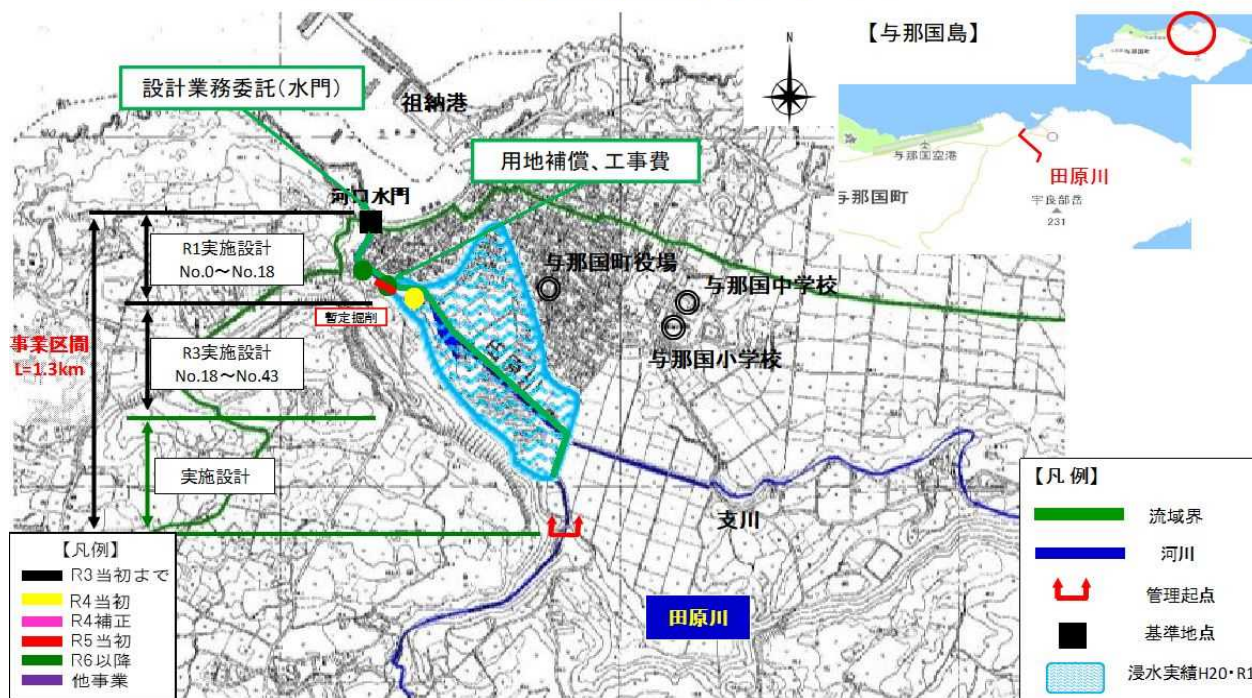 【与那国島】
与那国町
与那国空港
田原川
与那国町
宇良部岳
231
N
設計業務委託(水門)
祖納港
用地補償、工事費
河口水門
R1実施設計
No.0～No.18
与那国町役場
与那国中学校
暫定掘削
事業区間
L=1.3km
R3実施設計
No.18～No.43
与那国小学校
実施設計
支川
田原川
【凡例】
R3当初まで
R4当初
R4補正
R5当初
R6以降
他事業
【凡 例】
流域界
河川
管理起点
基準地点
浸水実績H20・R1